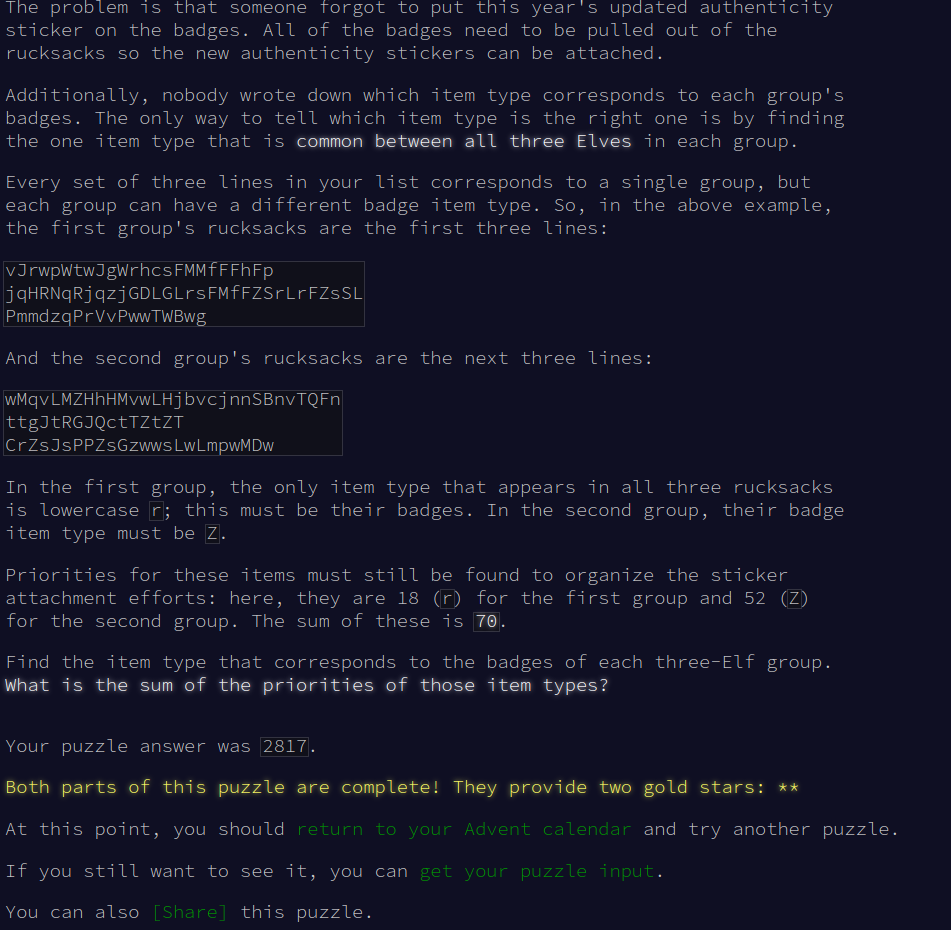 The problem is that someone forgot to put this year's updated authenticity
sticker on the badges. All of the badges need to be pulled out of the
rucksacks so the new authenticity stickers can be attached.
Additionally, nobody wrote down which item type corresponds to each group's
badges. The only way to tell which item type is the right one is by finding
the one item type that is common between all three Elves in each group.
Every set of three lines in your list corresponds to a single group, but
each group can have a different badge item type. So, in the above example,
the first group's rucksacks are the first three lines:
vJrwpWtwJgWrhcsFMMfFFhFp
jqHRNqRjqzjGDLGLrsFMfFZSrLrFZsSL
PmmdzqPrVvPwwTWBwg
And the second group's rucksacks are the next three lines:
wMqvLMZHhHMvwLHjbvcjnnSBnvTQFn
ttgJtRGJQctTZtZT
CrZsJsPPZsGzwwsLwLmpwMDw
In the first group, the only item type that appears in all three rucksacks
is lowercase r; this must be their badges. In the second group, their badge
item type must be Z.
Priorities for these items must still be found to organize the sticker
attachment efforts: here, they are 18 (r) for the first group and 52 (Z)
for the second group. The sum of these is 70.
Find the item type that corresponds to the badges of each three-Elf group.
What is the sum of the priorities of those item types?
Your puzzle answer was 2817.
Both parts of this puzzle are complete! They provide two gold stars: **
At this point, you should return to your Advent calendar and try another puzzle.
If you still want to see it, you can get your puzzle input.
You can also [Share] this puzzle.